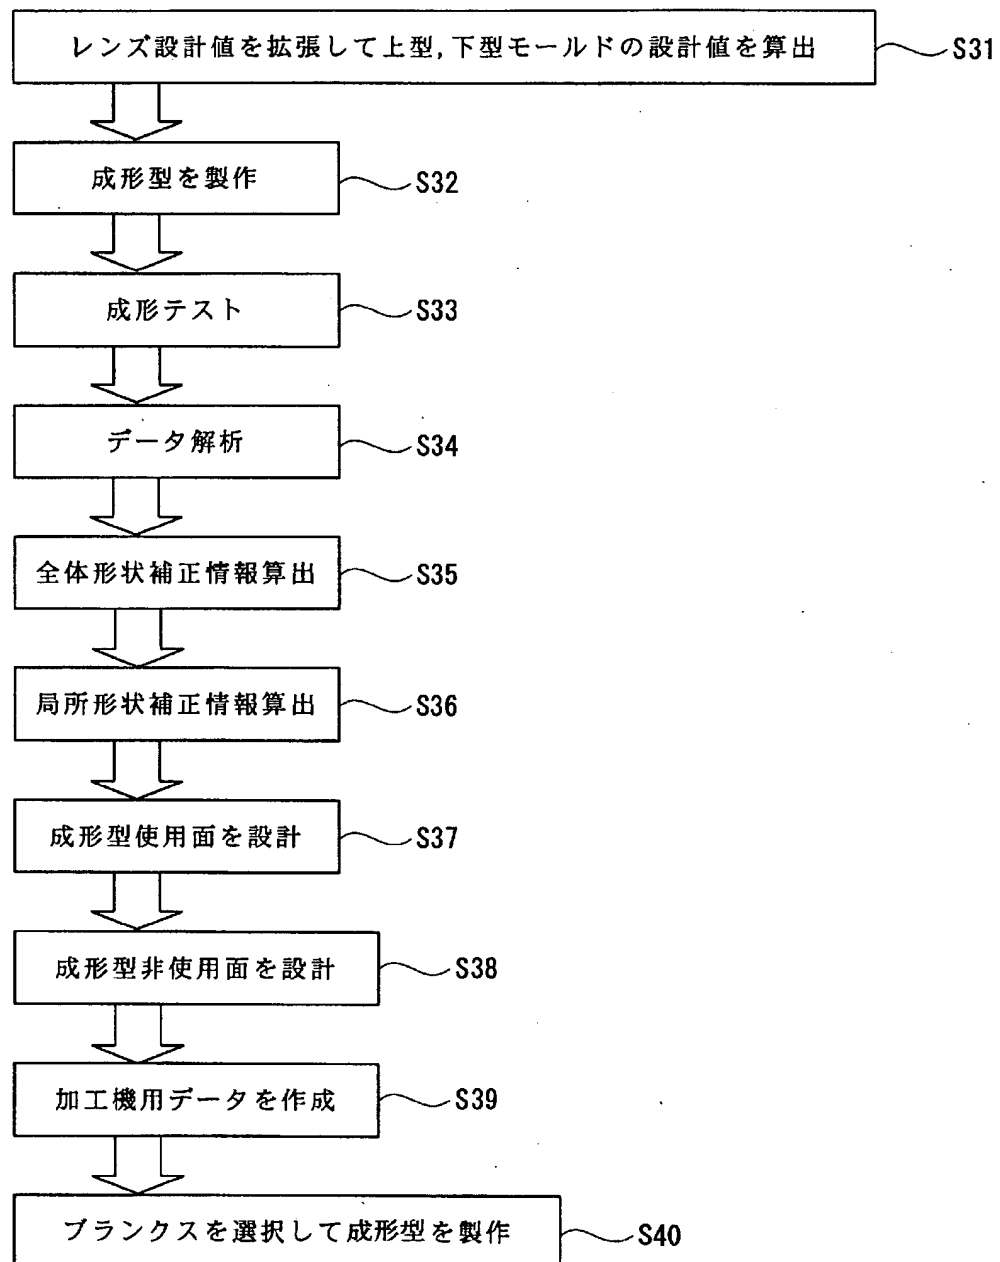 レンズ設計値を拡張して上型,下型モールドの設計値を算出 S31
成形型を製作 S32
成形テスト S33
データ解析 S34
全体形状補正情報算出 S35
局所形状補正情報算出 S36
成形型使用面を設計 S37
成形型非使用面を設計 S38
加工機用データを作成 S39
ブランクスを選択して成形型を製作 S40